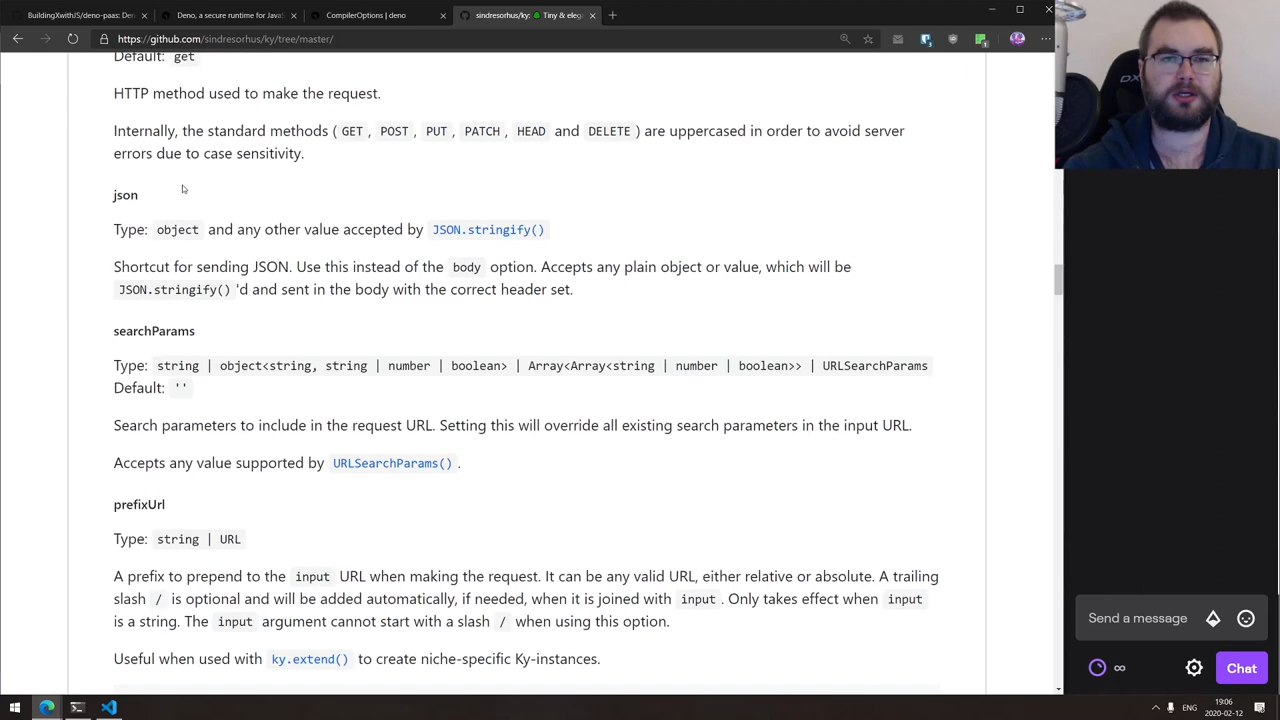 BuildingXwithJS/deno-paas: Den
Deno, a secure runtime for JavaS
CompilerOptions | deno
sindresorhus/ky: 🌳 Tiny & eleg
https://github.com/sindresorhus/ky/tree/master/
Default: get
HTTP method used to make the request.
Internally, the standard methods ( GET , POST , PUT , PATCH , HEAD and DELETE ) are uppercased in order to avoid server
errors due to case sensitivity.
json
Type: object and any other value accepted by JSON.stringify()
Shortcut for sending JSON. Use this instead of the body option. Accepts any plain object or value, which will be
JSON.stringify() 'd and sent in the body with the correct header set.
searchParams
Type: string | object<string, string | number | boolean> | Array<Array<string | number | boolean>> | URLSearchParams
Default: ''
Search parameters to include in the request URL. Setting this will override all existing search parameters in the input URL.
Accepts any value supported by URLSearchParams() .
prefixUrl
Type: string | URL
A prefix to prepend to the input URL when making the request. It can be any valid URL, either relative or absolute. A trailing
slash / is optional and will be added automatically, if needed, when it is joined with input . Only takes effect when input
is a string. The input argument cannot start with a slash / when using this option.
Useful when used with ky.extend() to create niche-specific Ky-instances.
DX
Send a message
∞
Chat
ENG
19:06
2020-02-12